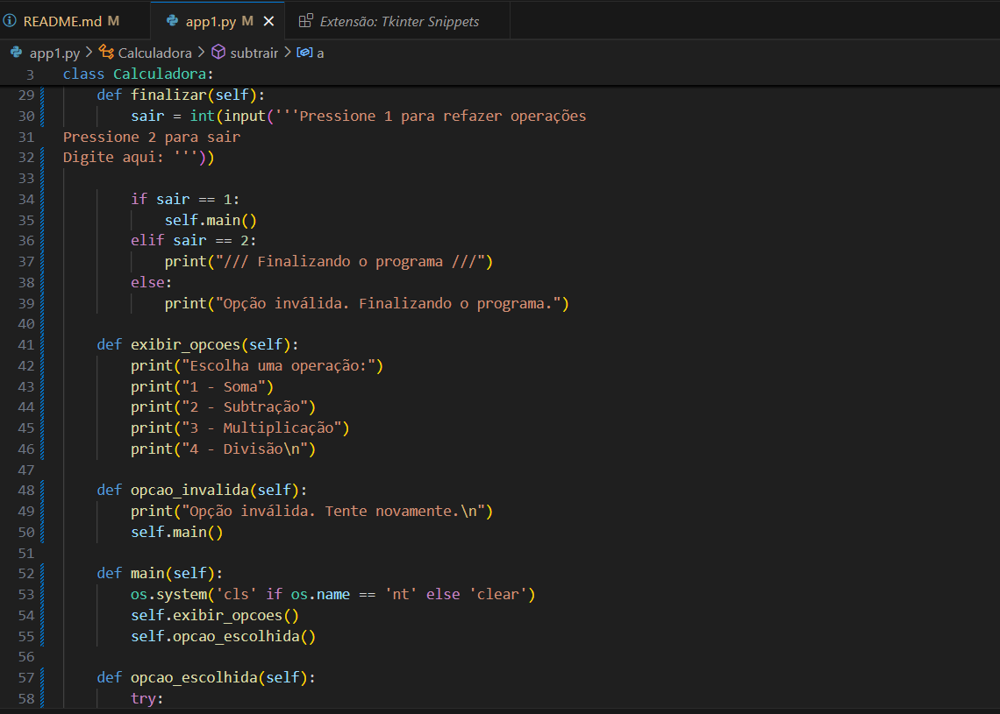 README.md M app1.py M Extensão: Tkinter Snippets
app1.py > Calculadora > subtrair > a
3 class Calculadora:
29 def finalizar(self):
30 sair = int(input('''Pressione 1 para refazer operações
31 Pressione 2 para sair
32 Digite aqui: '''))
33
34 if sair == 1:
35 self.main()
36 elif sair == 2:
37 print("/// Finalizando o programa ///")
38 else:
39 print("Opção inválida. Finalizando o programa.")
40
41 def exibir_opcoes(self):
42 print("Escolha uma operação:")
43 print("1 - Soma")
44 print("2 - Subtração")
45 print("3 - Multiplicação")
46 print("4 - Divisão\n")
47
48 def opcao_invalida(self):
49 print("Opção inválida. Tente novamente.\n")
50 self.main()
51
52 def main(self):
53 os.system('cls' if os.name == 'nt' else 'clear')
54 self.exibir_opcoes()
55 self.opcao_escolhida()
56
57 def opcao_escolhida(self):
58 try: